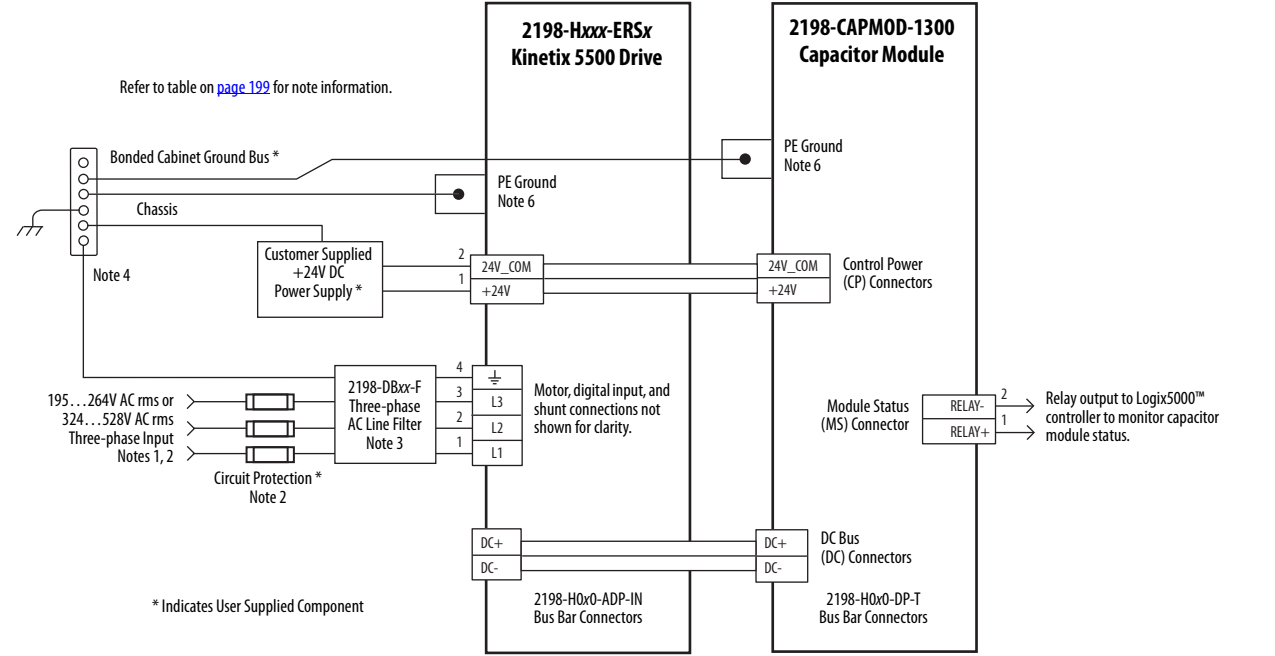 2198-Hxxx-ERSx
Kinetix 5500 Drive
2198-CAPMOD-1300
Capacitor Module
Refer to table on page 199 for note information.
Bonded Cabinet Ground Bus *
PE Ground
Note 6
PE Ground
Note 6
Chassis
Note 4
Customer Supplied
+24V DC
Power Supply *
2
1
24V_COM
+24V
24V_COM
+24V
Control Power
(CP) Connectors
195…264V AC rms or
324…528V AC rms
Three-phase Input
Notes 1, 2
Circuit Protection *
Note 2
2198-DBxx-F
Three-phase
AC Line Filter
Note 3
4
3
2
1
L3
L2
L1
Motor, digital input, and
shunt connections not
shown for clarity.
Module Status
(MS) Connector
RELAY-
RELAY+
2
1
Relay output to Logix5000™
controller to monitor capacitor
module status.
DC+
DC-
DC+
DC-
DC Bus
(DC) Connectors
2198-H0x0-ADP-IN
Bus Bar Connectors
2198-H0x0-DP-T
Bus Bar Connectors
* Indicates User Supplied Component